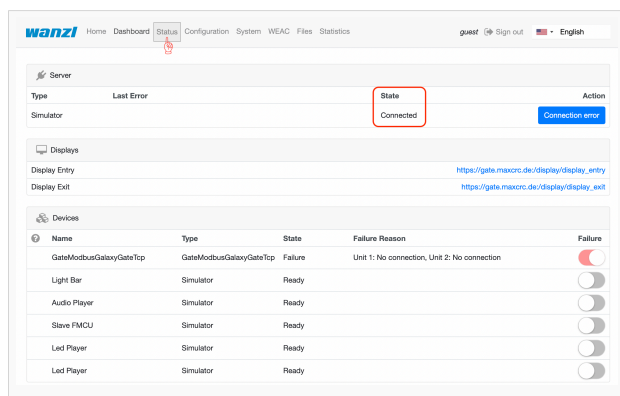 wanzl Home Dashboard Status Configuration System WEAC Files Statistics guest Sign out English
Server
Type Last Error State Action
Simulator Connected Connection error
Displays
Display Entry https://gate.maxcrc.de:/display/display_entry
Display Exit https://gate.maxcrc.de:/display/display_exit
Devices
? Name Type State Failure Reason Failure
GateModbusGalaxyGateTcp GateModbusGalaxyGateTcp Failure Unit 1: No connection, Unit 2: No connection
Light Bar Simulator Ready
Audio Player Simulator Ready
Slave FMCU Simulator Ready
Led Player Simulator Ready
Led Player Simulator Ready